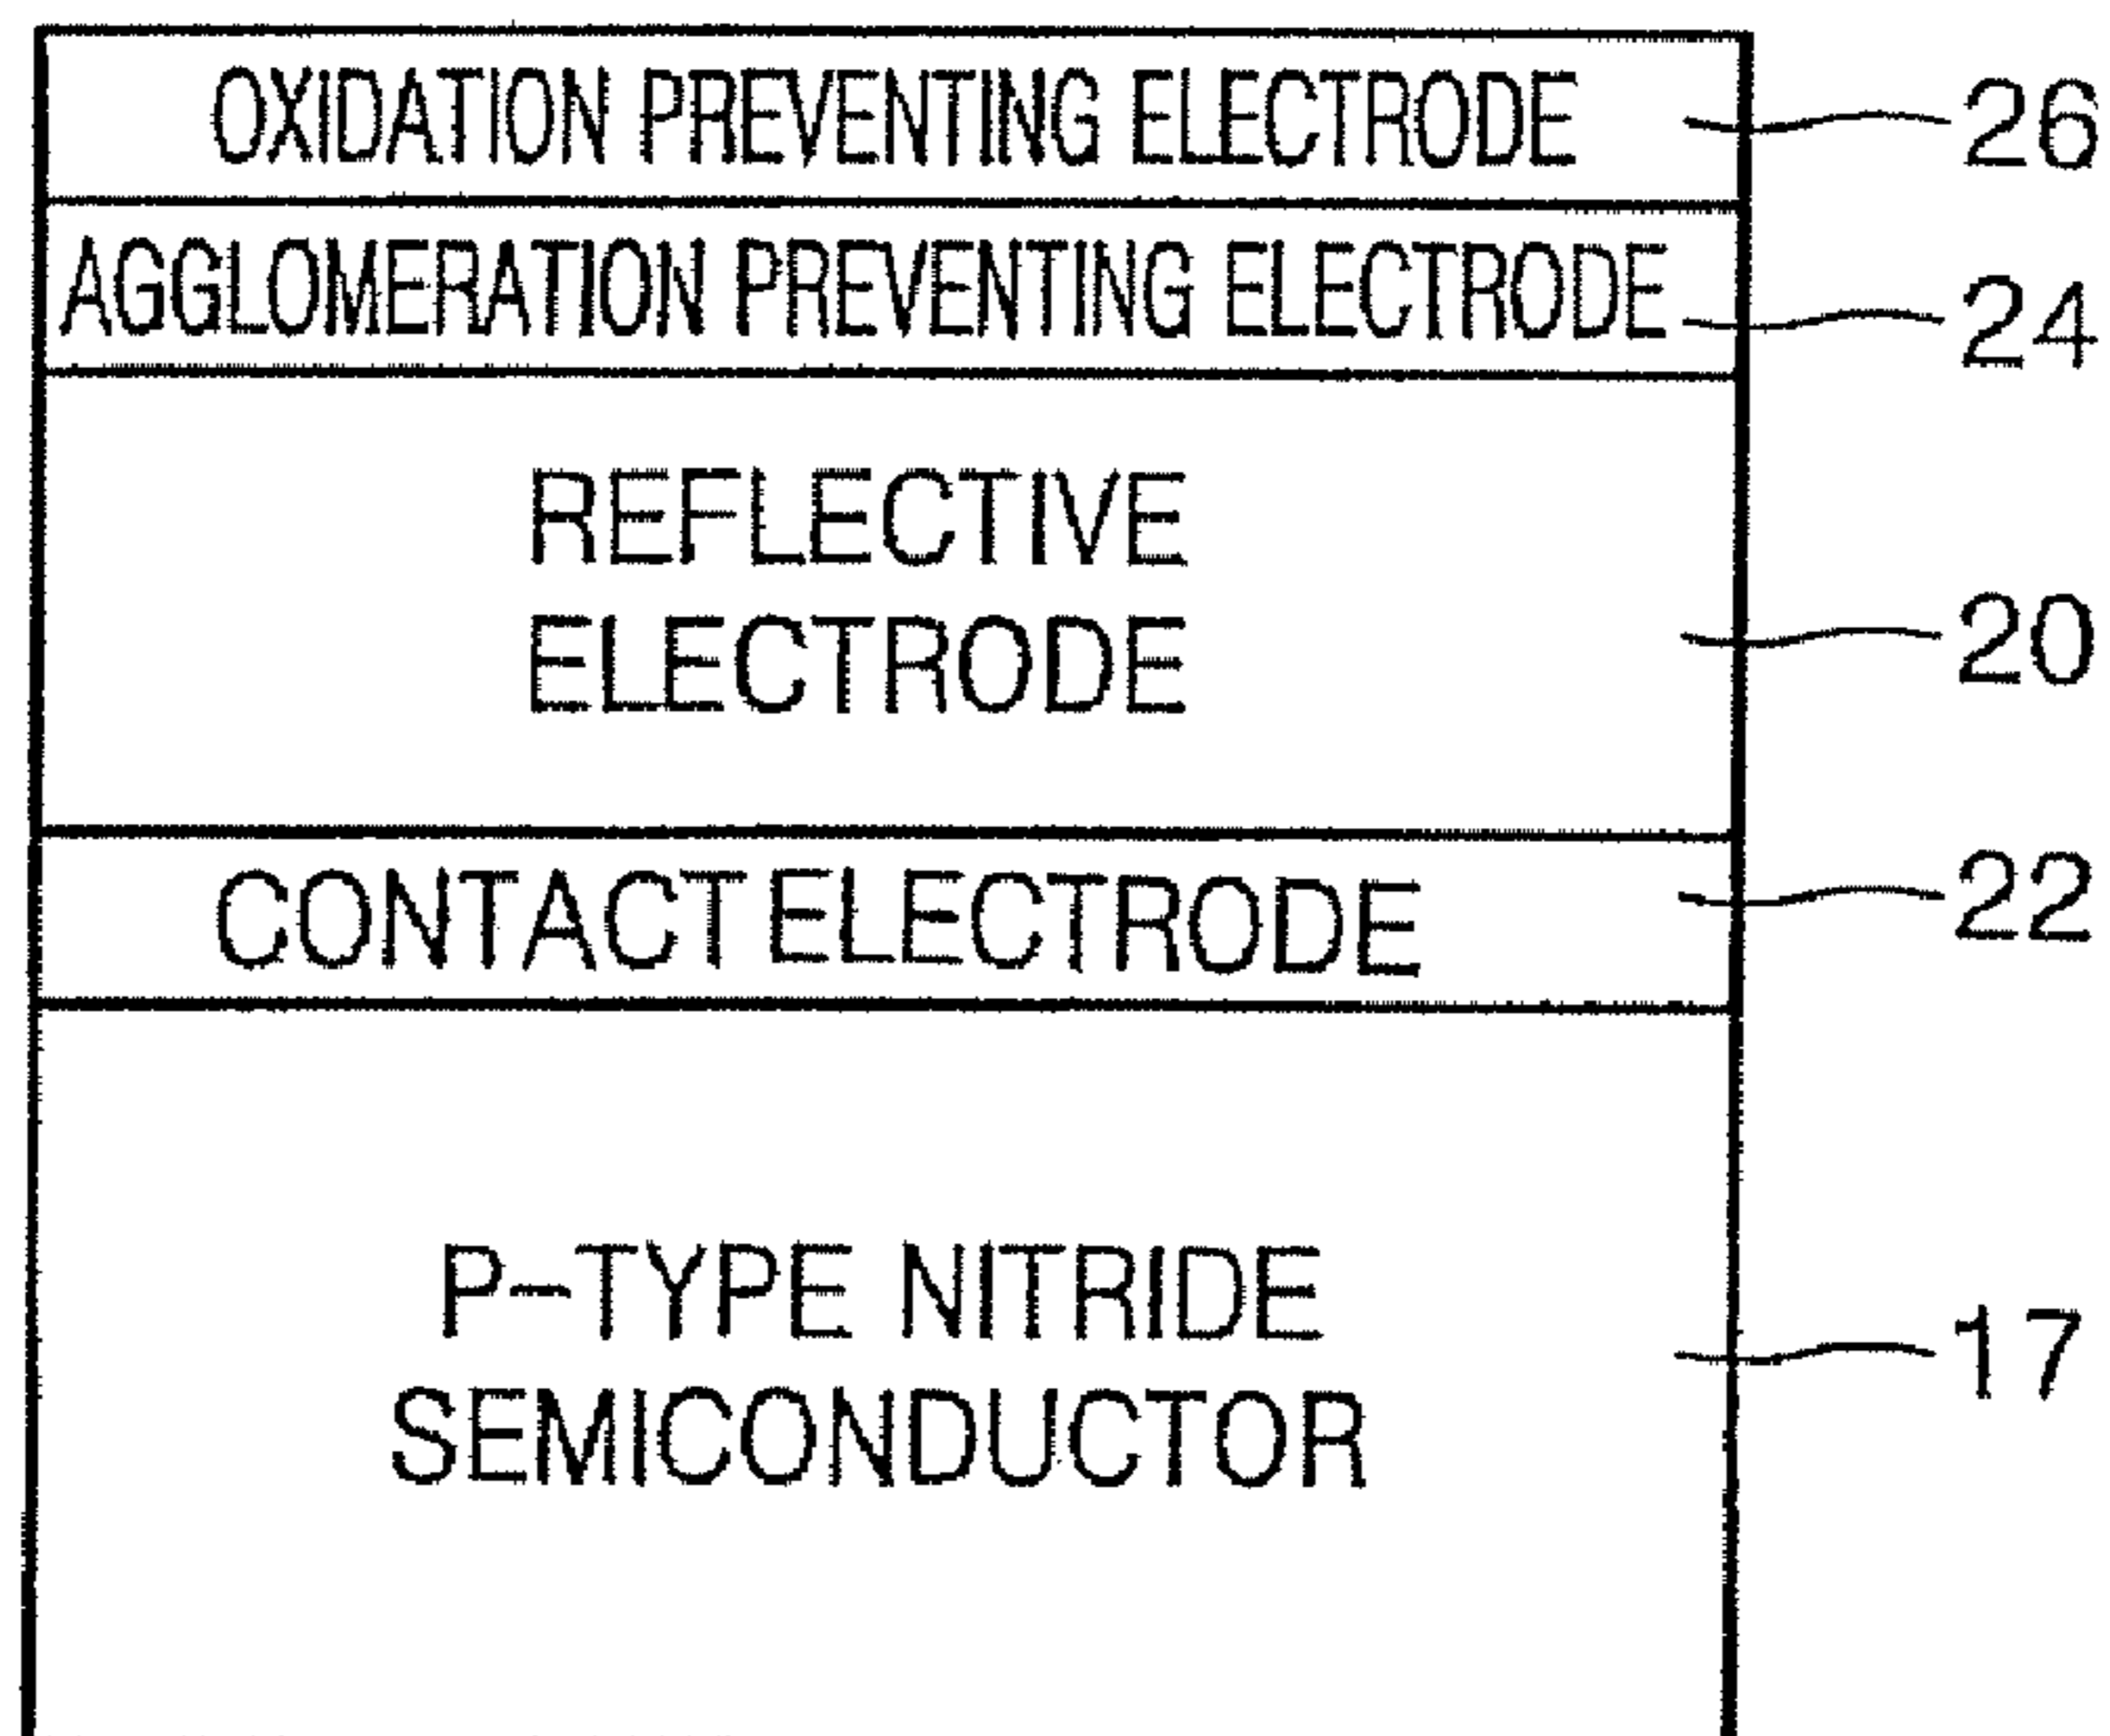 OXIDATION PREVENTING ELECTRODE 26
AGGLOMERATION PREVENTING ELECTRODE 24
REFLECTIVE
ELECTRODE 20
CONTACT ELECTRODE 22
P-TYPE NITRIDE
SEMICONDUCTOR 17